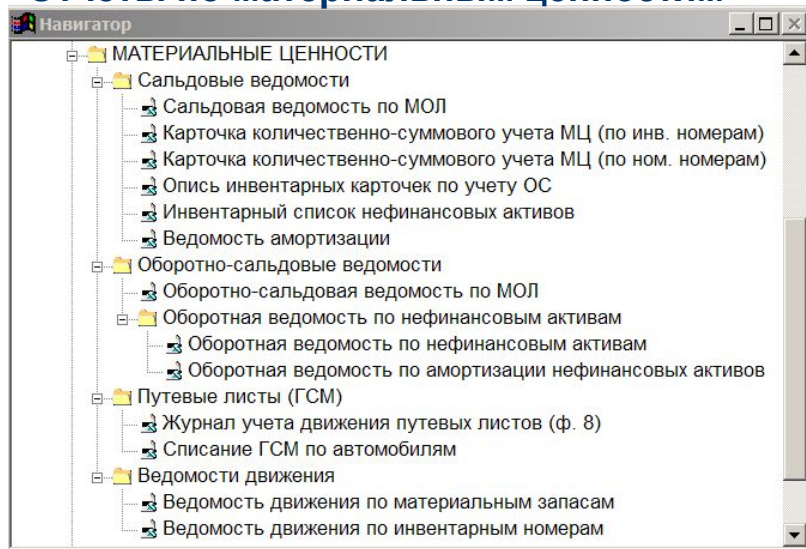 Отчеты по материальным ценностям
Навигатор
МАТЕРИАЛЬНЫЕ ЦЕННОСТИ
Сальдовые ведомости
Сальдовая ведомость по МОЛ
Карточка количественно-суммового учета МЦ (по инв. номерам)
Карточка количественно-суммового учета МЦ (по ном. номерам)
Опись инвентарных карточек по учету ОС
Инвентарный список нефинансовых активов
Ведомость амортизации
Оборотно-сальдовые ведомости
Оборотно-сальдовая ведомость по МОЛ
Оборотная ведомость по нефинансовым активам
Оборотная ведомость по нефинансовым активам
Оборотная ведомость по амортизации нефинансовых активов
Путевые листы (ГСМ)
Журнал учета движения путевых листов (ф. 8)
Списание ГСМ по автомобилям
Ведомости движения
Ведомость движения по материальным запасам
Ведомость движения по инвентарным номерам